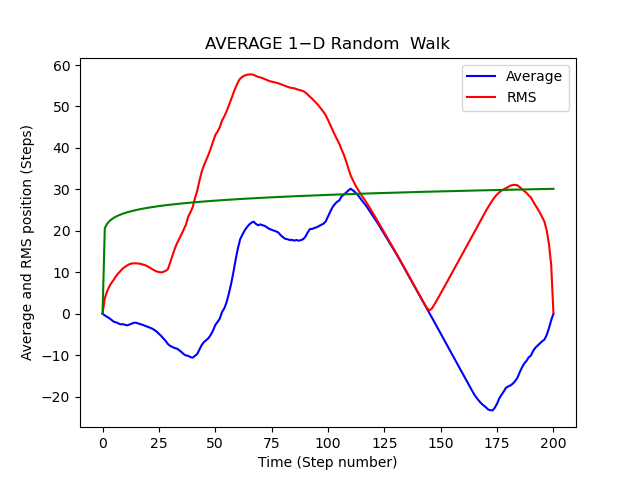 AVERAGE 1−D Random  Walk
Average
RMS
60
50
40
30
20
10
0
−10
−20
Average and RMS position (Steps)
0 25 50 75 100 125 150 175 200
Time (Step number)